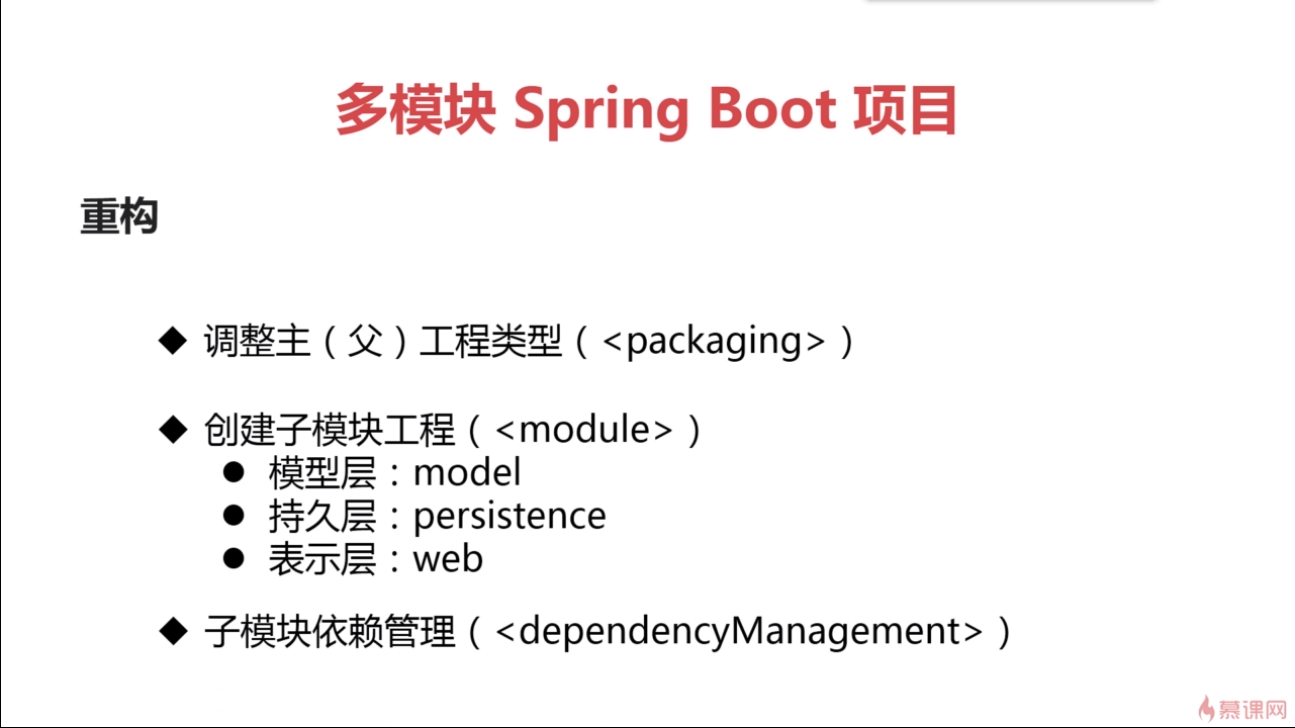 多模块 Spring Boot 项目
重构
◆ 调整主（父）工程类型（<packaging>）
◆ 创建子模块工程（<module>）
● 模型层：model
● 持久层：persistence
● 表示层：web
◆ 子模块依赖管理（<dependencyManagement>）
慕课网